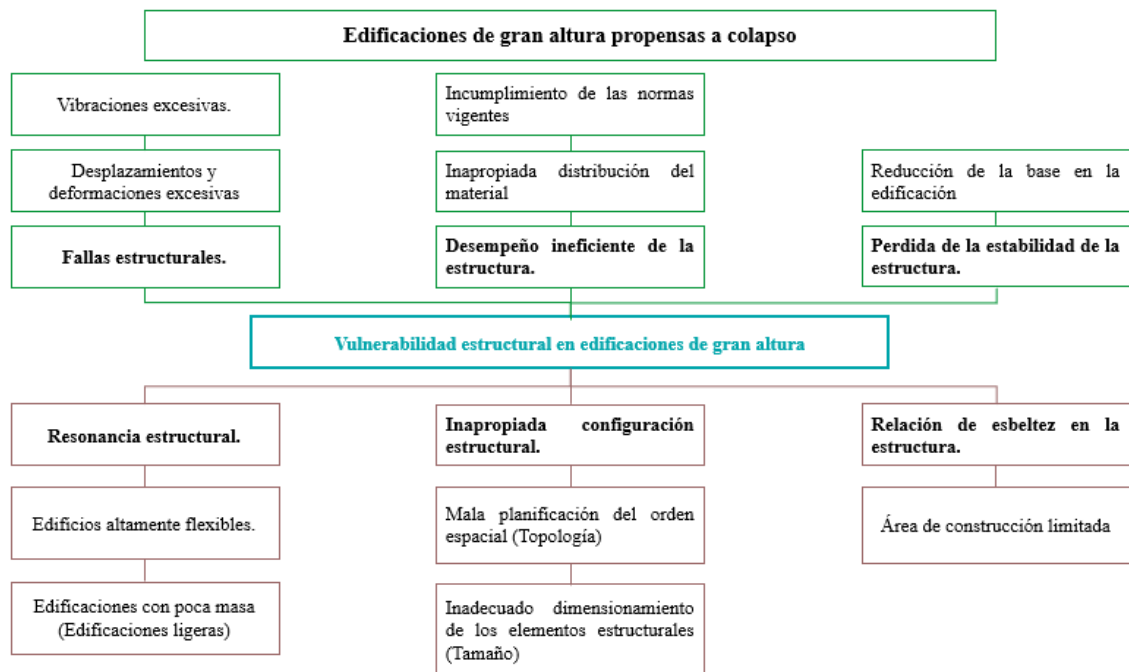 Edificaciones de gran altura propensas a colapso
Vibraciones excesivas.
Incumplimiento de las normas
vigentes
Desplazamientos y
deformaciones excesivas
Inapropiada distribución del
material
Reducción de la base en la
edificación
Fallas estructurales.
Desempeño ineficiente de la
estructura.
Perdida de la estabilidad de la
estructura.
Vulnerabilidad estructural en edificaciones de gran altura
Resonancia estructural.
Inapropiada configuración
estructural.
Relación de esbeltez en la
estructura.
Edificios altamente flexibles.
Mala planificación del orden
espacial (Topología)
Área de construcción limitada
Edificaciones con poca masa
(Edificaciones ligeras)
Inadecuado dimensionamiento
de los elementos estructurales
(Tamaño)